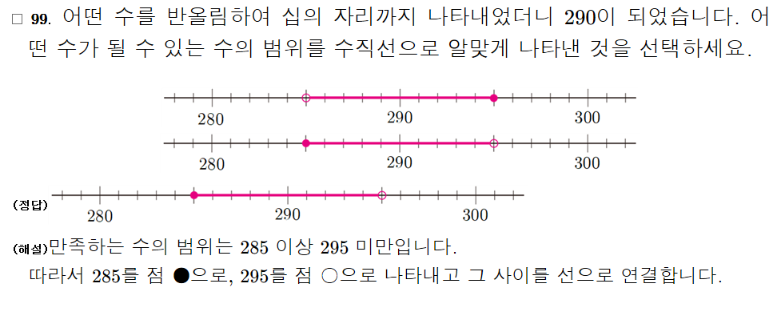 □ 99. 어떤 수를 반올림하여 십의 자리까지 나타내었더니 290이 되었습니다. 어
떤 수가 될 수 있는 수의 범위를 수직선으로 알맞게 나타낸 것을 선택하세요.
280 290 300
280 290 300
(정답)
280 290 300
(해설)만족하는 수의 범위는 285 이상 295 미만입니다.
따라서 285를 점 ●으로, 295를 점 ○으로 나타내고 그 사이를 선으로 연결합니다.